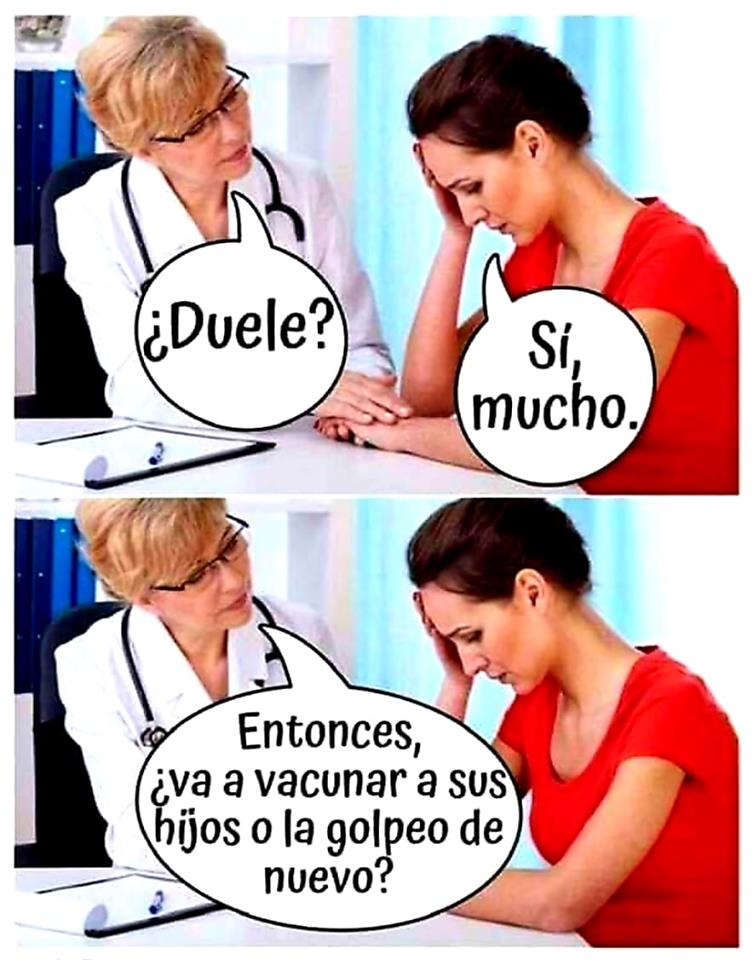 ¿Duele?
Sí,
mucho.
Entonces,
¿va a vacunar a sus
hijos o la golpeo de
nuevo?